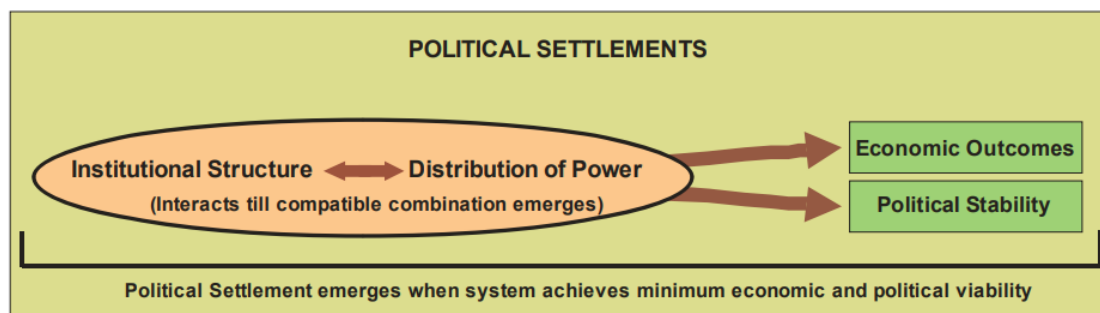 POLITICAL SETTLEMENTS
Institutional Structure Distribution of Power
(Interacts till compatible combination emerges)
Economic Outcomes
Political Stability
Political Settlement emerges when system achieves minimum economic and political viability